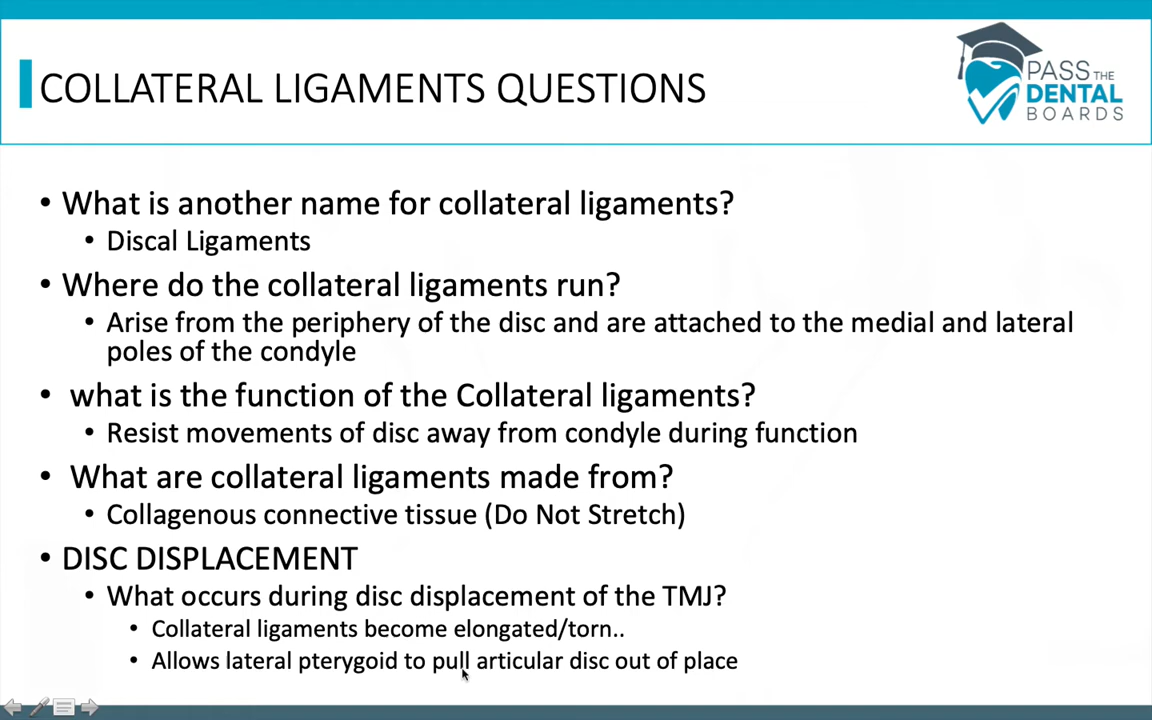 COLLATERAL LIGAMENTS QUESTIONS
PASS THE
DENTAL
BOARDS
• What is another name for collateral ligaments?
• Discal Ligaments
• Where do the collateral ligaments run?
• Arise from the periphery of the disc and are attached to the medial and lateral
poles of the condyle
• what is the function of the Collateral ligaments?
• Resist movements of disc away from condyle during function
• What are collateral ligaments made from?
• Collagenous connective tissue (Do Not Stretch)
• DISC DISPLACEMENT
• What occurs during disc displacement of the TMJ?
• Collateral ligaments become elongated/torn..
• Allows lateral pterygoid to pull articular disc out of place